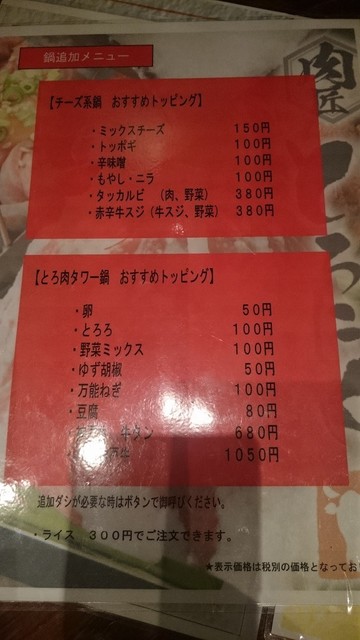 鍋追加メニュー
肉匠
とろにく
【チーズ系鍋 おすすめトッピング】
・ミックスチーズ 150円
・トッポギ 100円
・辛味噌 100円
・もやし・ニラ 100円
・タッカルビ (肉、野菜) 380円
・赤辛牛スジ(牛スジ、野菜) 380円
【とろ肉タワー鍋 おすすめトッピング】
・卵 50円
・とろろ 100円
・野菜ミックス 100円
・ゆず胡椒 50円
・万能ねぎ 100円
・豆腐 80円
牛タン 680円
牛 1050円
追加ダシが必要な時はボタンで御呼びください。
・ライス 300円でご注文できます。
★表示価格は税別の価格となってお